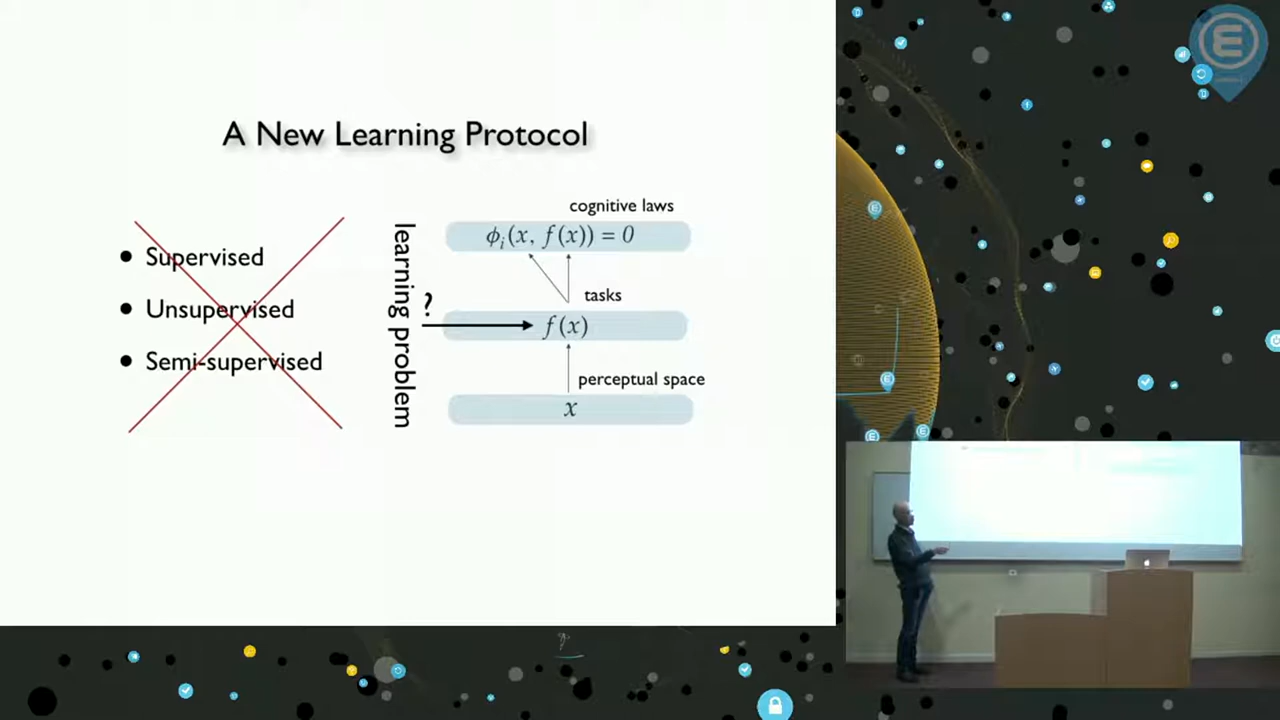 A New Learning Protocol
• Supervised
• Unsupervised
• Semi-supervised
learning problem
?
cognitive laws
ϕᵢ(x, f(x)) = 0
tasks
f(x)
perceptual space
x